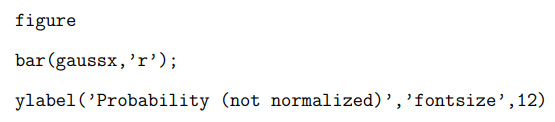 figure
bar(gaussx,’r’);
ylabel(’Probability (not normalized)’,’fontsize’,12)